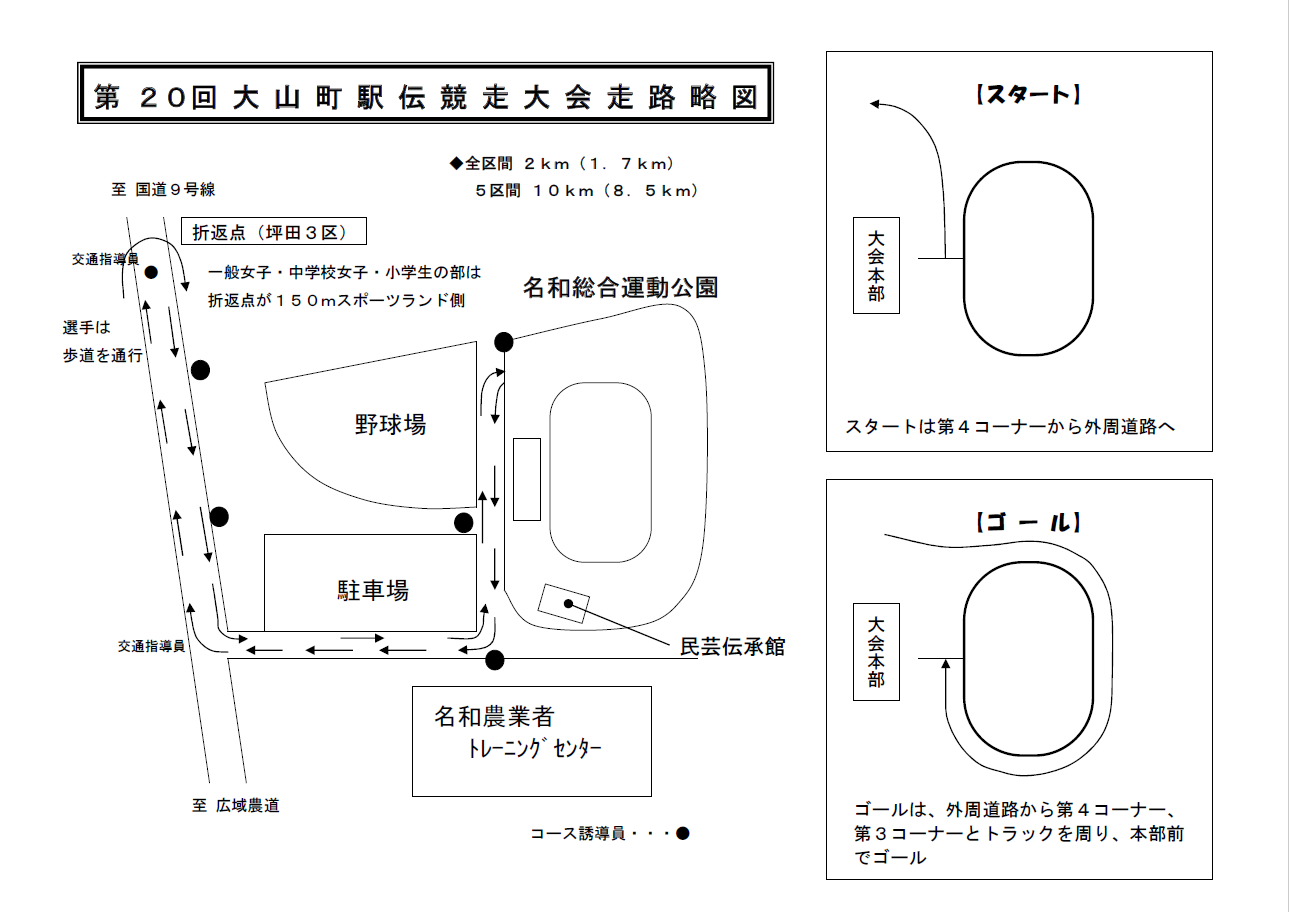 第２０回大山町駅伝競走大会走路略図
◆全区間 ２ｋｍ（１．７ｋｍ）
５区間 １０ｋｍ（８．５ｋｍ）
至 国道９号線
折返点（坪田３区）
交通指導員
一般女子・中学校女子・小学生の部は
折返点が１５０ｍスポーツランド側
選手は
歩道を通行
名和総合運動公園
野球場
駐車場
交通指導員
民芸伝承館
名和農業者
ﾄﾚｰﾆﾝｸﾞｾﾝﾀｰ
至 広域農道
コース誘導員・・・●
【スタート】
大会本部
スタートは第４コーナーから外周道路へ
【ゴール】
大会本部
ゴールは、外周道路から第４コーナー、
第３コーナーとトラックを周り、本部前
でゴール